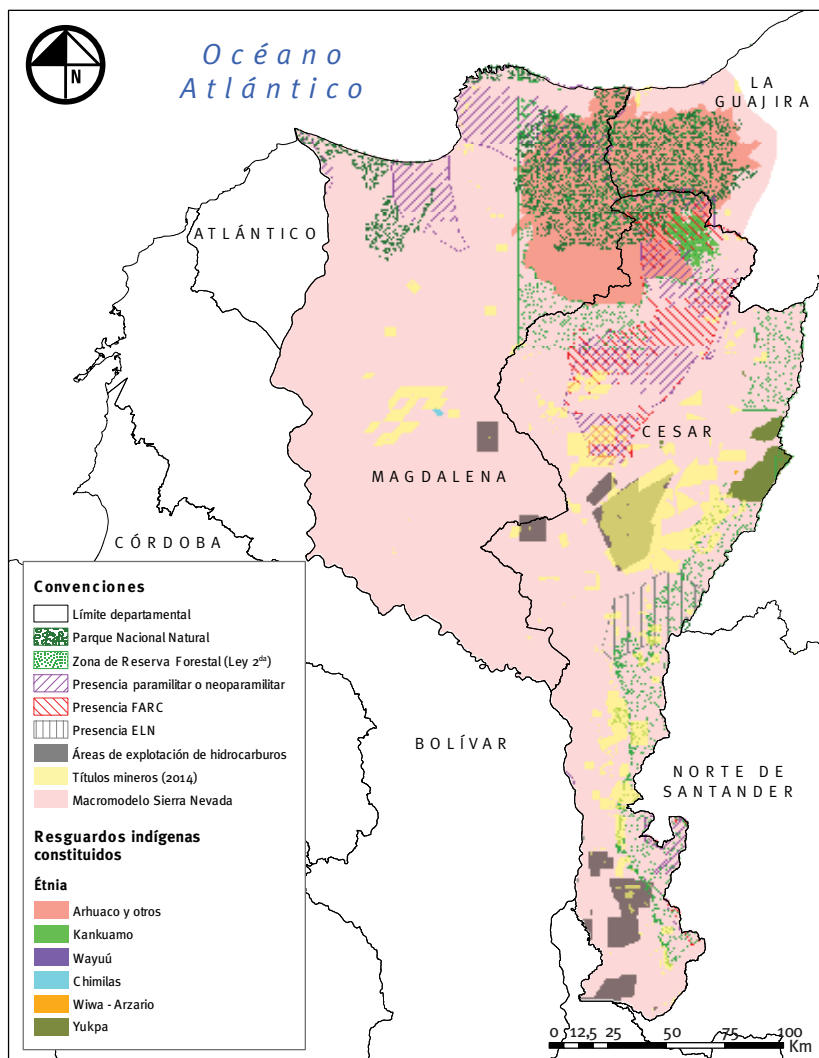 Océano
Atlántico
N
LA
GUAJIRA
ATLÁNTICO
CESAR
MAGDALENA
CÓRDOBA
BOLÍVAR
NORTE DE
SANTANDER
Convenciones
Límite departamental
Parque Nacional Natural
Zona de Reserva Forestal (Ley 2da)
Presencia paramilitar o neoparamilitar
Presencia FARC
Presencia ELN
Áreas de explotación de hidrocarburos
Títulos mineros (2014)
Macromodelo Sierra Nevada
Resguardos indígenas
constituidos
Étnia
Arhuaco y otros
Kankuamo
Wayuú
Chimilas
Wiwa - Arzario
Yukpa
0 12,5 25 50 75 100
Km